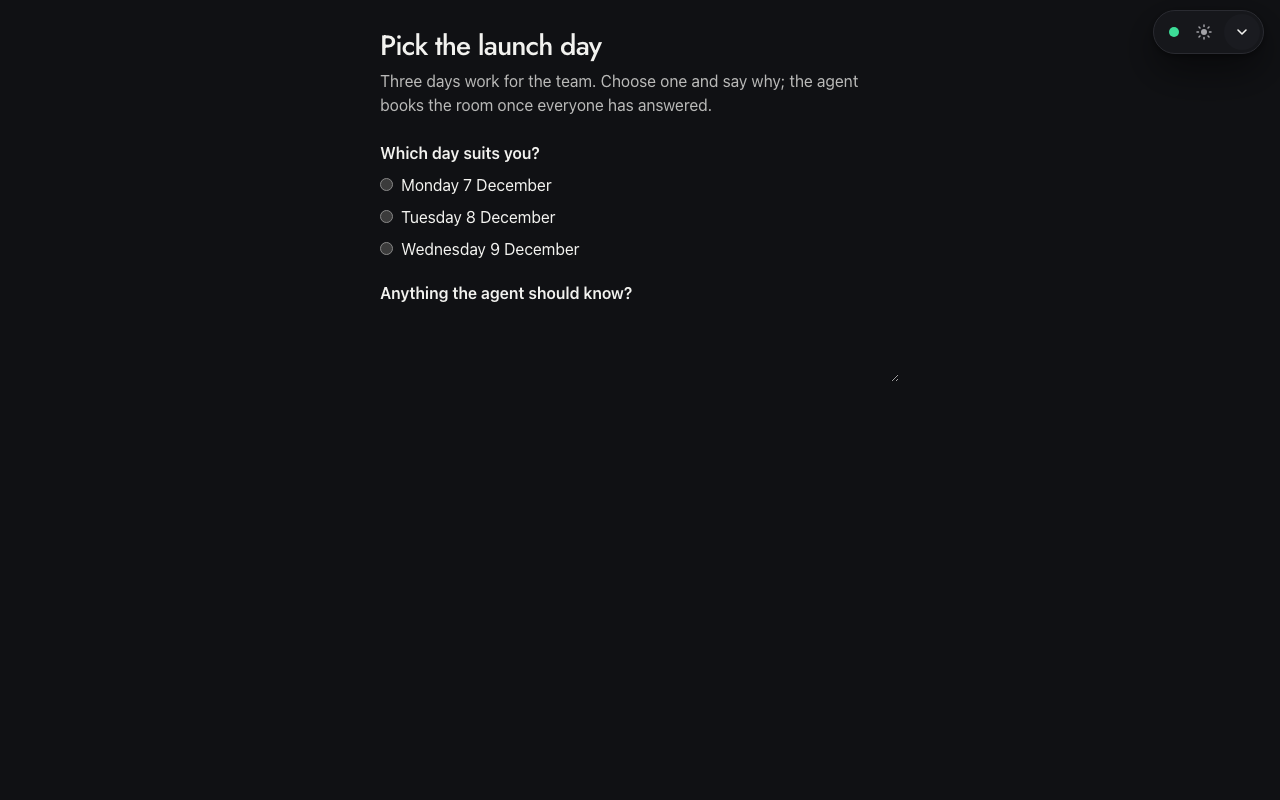 Pick the launch day
Three days work for the team. Choose one and say why; the agent
books the room once everyone has answered.
Which day suits you?
Monday 7 December
Tuesday 8 December
Wednesday 9 December
Anything the agent should know?